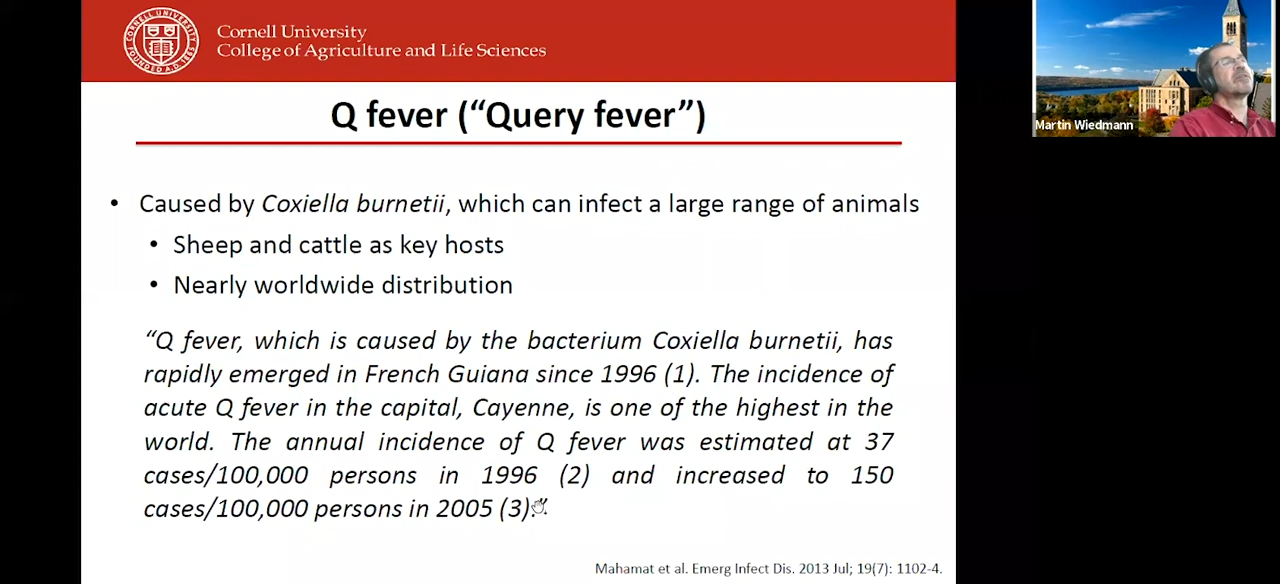 Cornell University
College of Agriculture and Life Sciences
Martin Wiedmann
Q fever (“Query fever”)
• Caused by Coxiella burnetii, which can infect a large range of animals
• Sheep and cattle as key hosts
• Nearly worldwide distribution
“Q fever, which is caused by the bacterium Coxiella burnetii, has
rapidly emerged in French Guiana since 1996 (1). The incidence of
acute Q fever in the capital, Cayenne, is one of the highest in the
world. The annual incidence of Q fever was estimated at 37
cases/100,000 persons in 1996 (2) and increased to 150
cases/100,000 persons in 2005 (3).”
Mahamat et al. Emerg Infect Dis. 2013 Jul; 19(7): 1102-4.